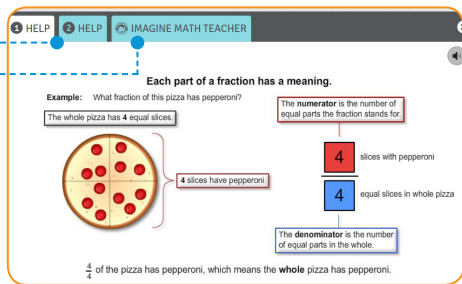 1 HELP
2 HELP
IMAGINE MATH TEACHER
Each part of a fraction has a meaning.
Example: What fraction of this pizza has pepperoni?
The whole pizza has 4 equal slices.
4 slices have pepperoni.
The numerator is the number of
equal parts the fraction stands for.
4 slices with pepperoni
4 equal slices in whole pizza
The denominator is the number
of equal parts in the whole.
4/4 of the pizza has pepperoni, which means the whole pizza has pepperoni.